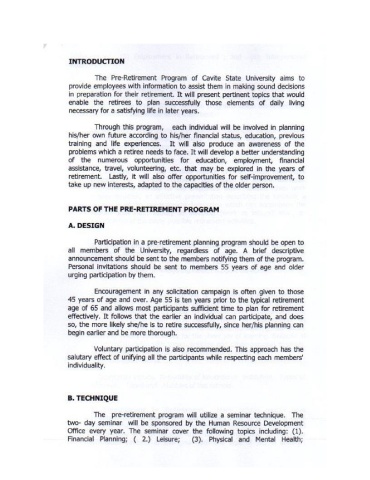 INTRODUCTION
The Pre-Retirement Program of Cavite State University aims to
provide employees with information to assist them in making sound decisions
in preparation for their retirement. It will present pertinent topics that would
enable the retirees to plan successfully those elements of daily living
necessary for a satisfying life in later years.
Through this program, each individual will be involved in planning
his/her own future according to his/her financial status, education, previous
training and life experiences. It will also produce an awareness of the
problems which a retiree needs to face. It will develop a better understanding
of the numerous opportunities for education, employment, financial
assistance, travel, volunteering, etc. that may be explored in the years of
retirement. Lastly, it will also offer opportunities for self-improvement, to
take up new interests, adapted to the capacities of the older person.
PARTS OF THE PRE-RETIREMENT PROGRAM
A. DESIGN
Participation in a pre-retirement planning program should be open to
all members of the University, regardless of age. A brief descriptive
announcement should be sent to the members notifying them of the program.
Personal invitations should be sent to members 55 years of age and older
urging participation by them.
Encouragement in any solicitation campaign is often given to those
45 years of age and over. Age 55 is ten years prior to the typical retirement
age of 65 and allows most participants sufficient time to plan for retirement
effectively. It follows that the earlier an individual can participate, and does
so, the more likely she/he is to retire successfully, since her/his planning can
begin earlier and be more thorough.
Voluntary participation is also recommended. This approach has the
salutary effect of unifying all the participants while respecting each members'
individuality.
B. TECHNIQUE
The pre-retirement program will utilize a seminar technique. The
two- day seminar will be sponsored by the Human Resource Development
Office every year. The seminar cover the following topics including: (1).
Financial Planning; ( 2.) Leisure; (3). Physical and Mental Health;